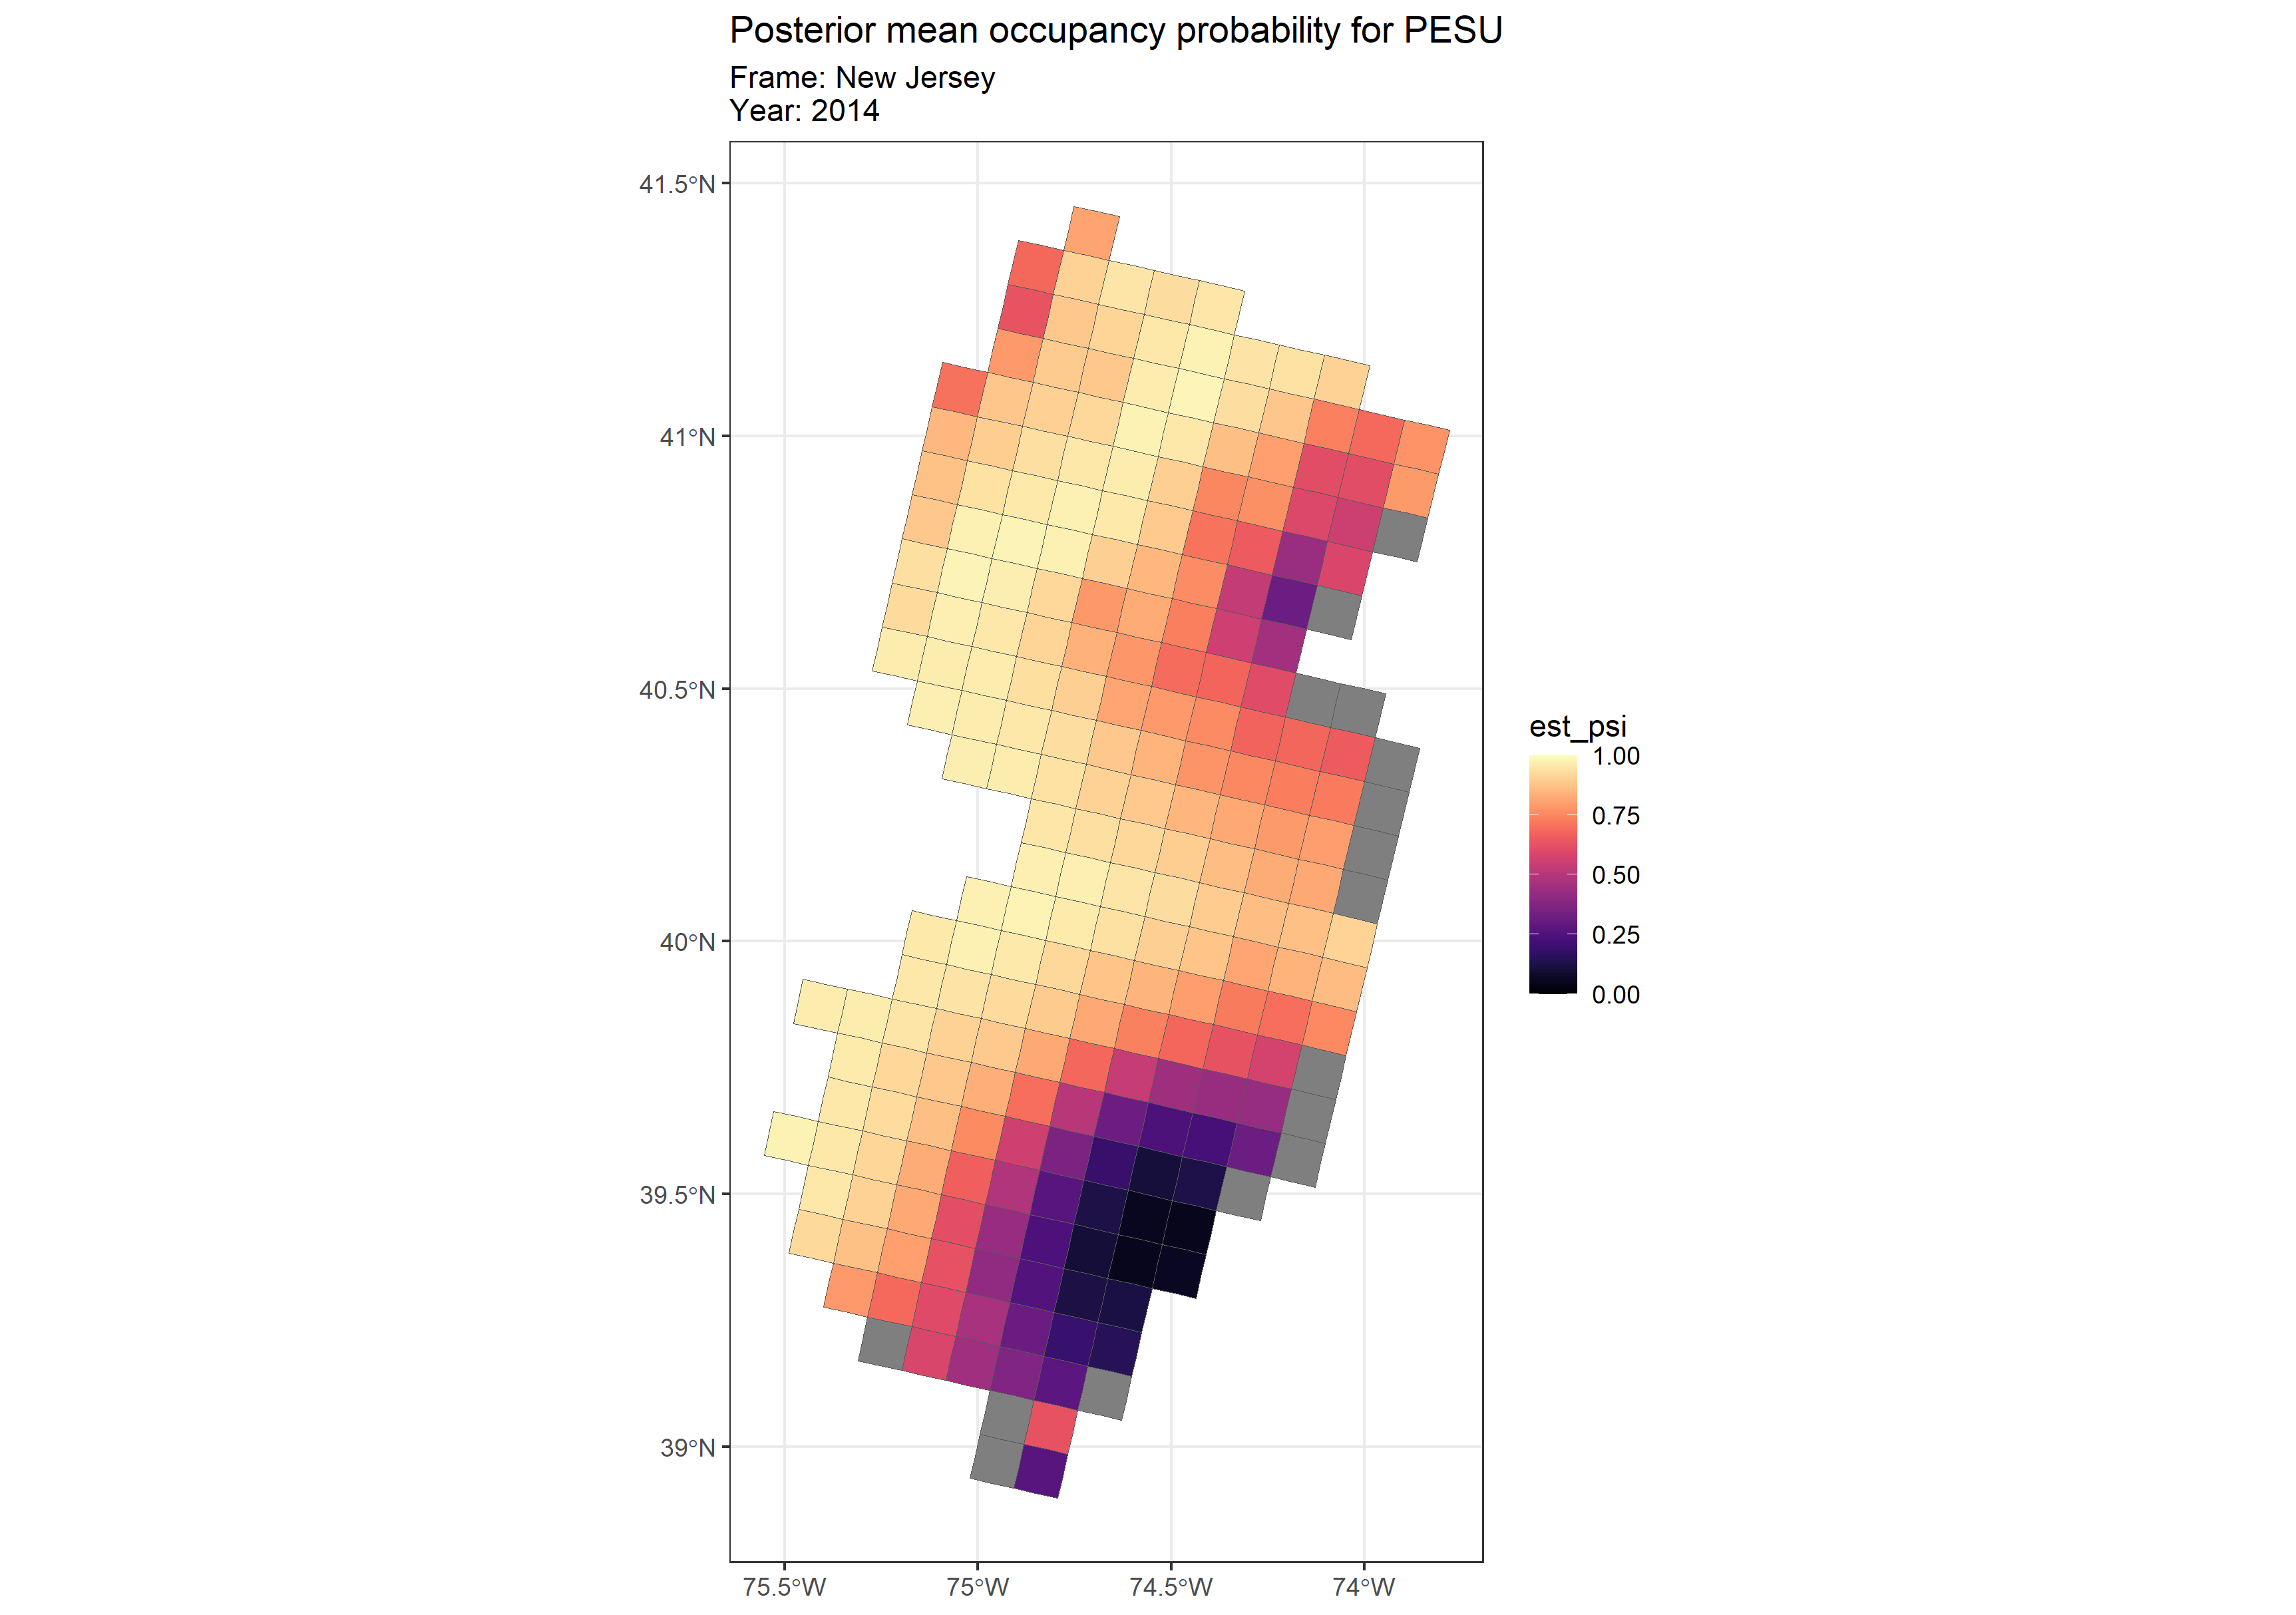 Posterior mean occupancy probability for PESU
Frame: New Jersey
Year: 2014
41.5°N
41°N
40.5°N
40°N
39.5°N
39°N
75.5°W
75°W
74.5°W
74°W
est_psi
1.00
0.75
0.50
0.25
0.00